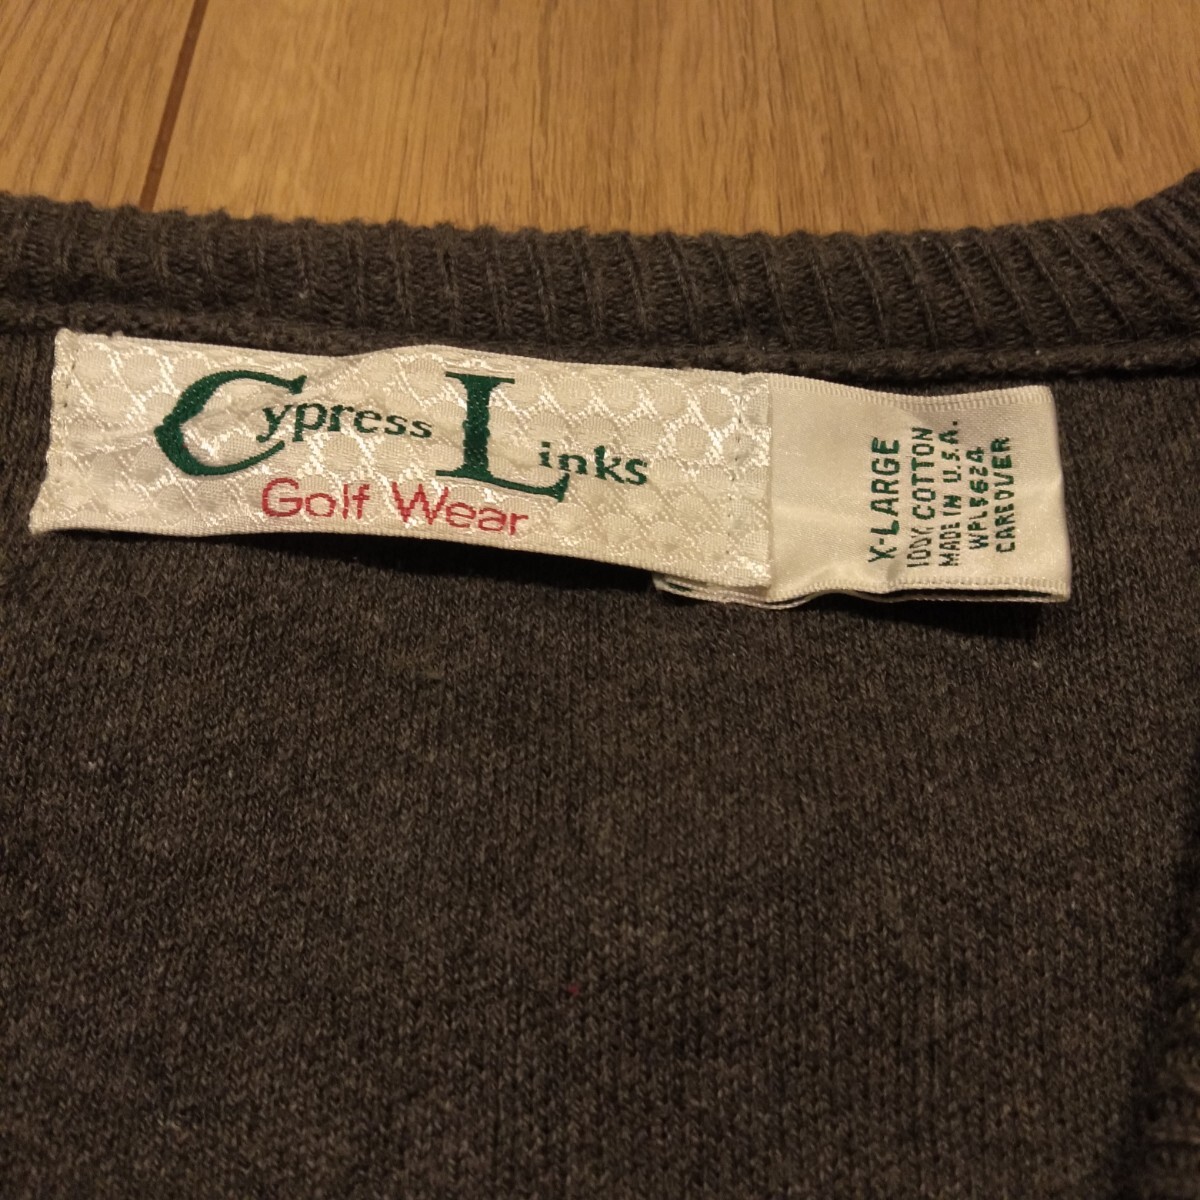 Cypress Links
Golf Wear
X-LARGE
100% COTTON
MADE IN U.S.A.
WPL5624
CAREOVER